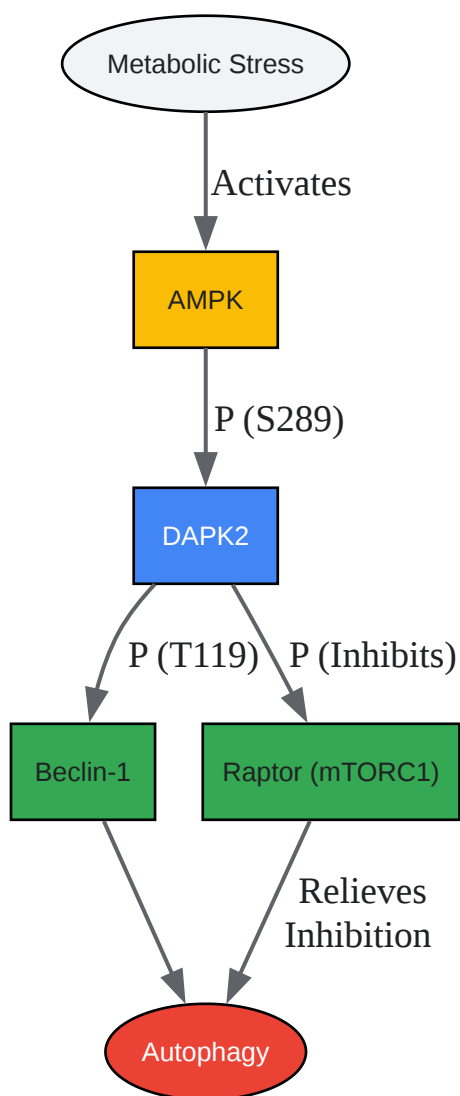 Metabolic Stress
Activates
AMPK
P (S289)
DAPK2
P (T119)
P (Inhibits)
Beclin-1
Raptor (mTORC1)
Relieves
Inhibition
Autophagy